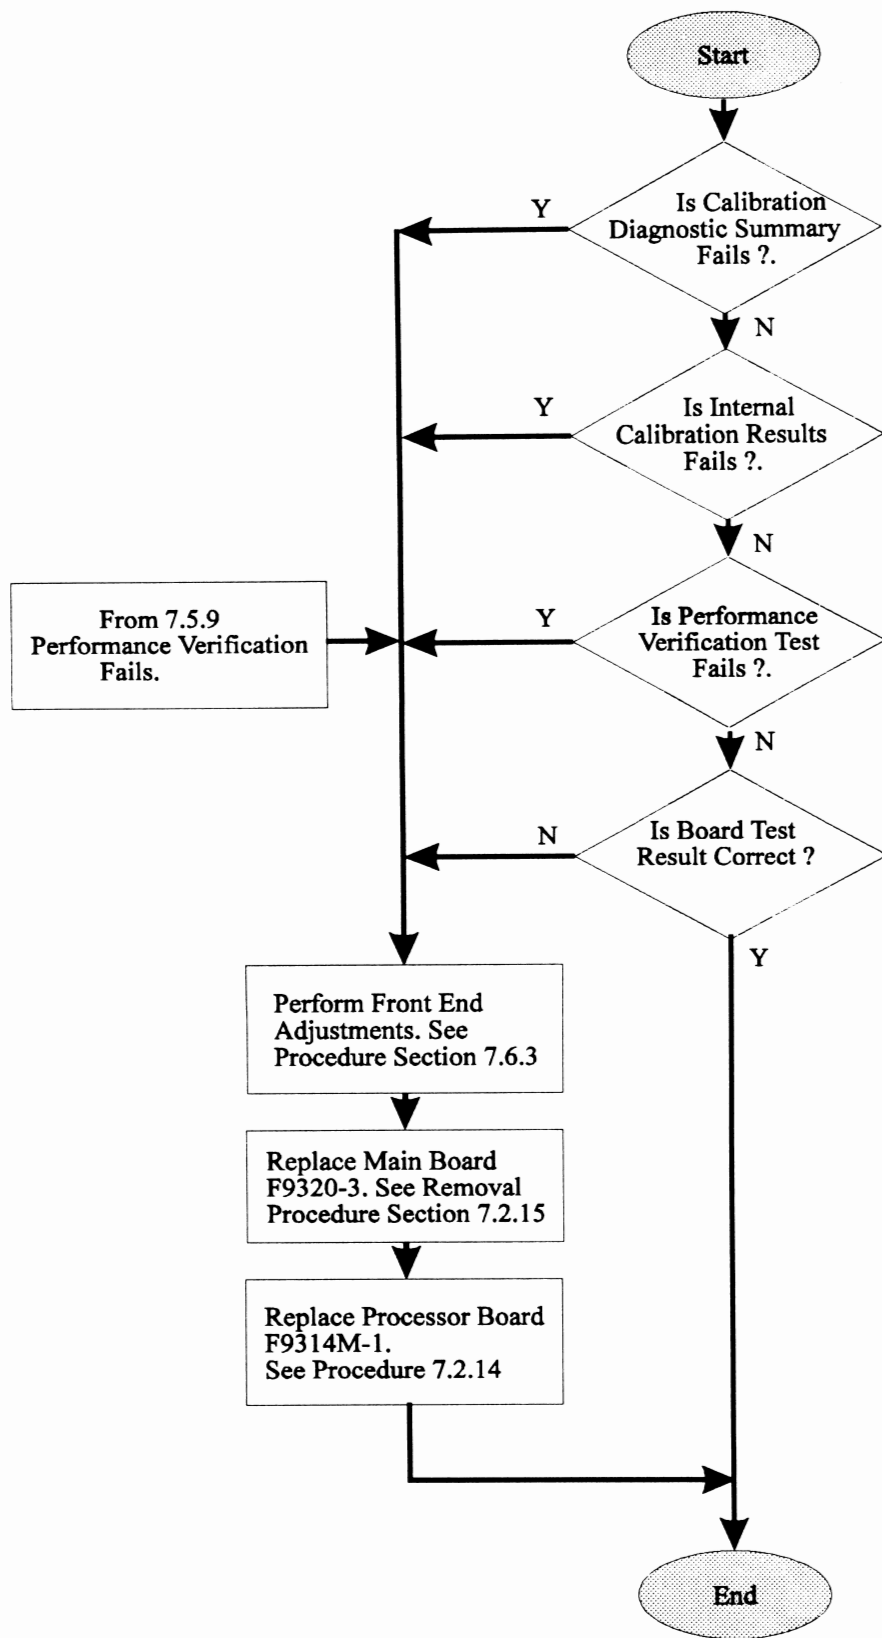 Start
Is Calibration
Diagnostic Summary
Fails ?.
Y
N
Is Internal
Calibration Results
Fails ?.
Y
N
From 7.5.9
Performance Verification
Fails.
Is Performance
Verification Test
Fails ?.
Y
N
Is Board Test
Result Correct ?
N
Y
Perform Front End
Adjustments. See
Procedure Section 7.6.3
Replace Main Board
F9320-3. See Removal
Procedure Section 7.2.15
Replace Processor Board
F9314M-1.
See Procedure 7.2.14
End